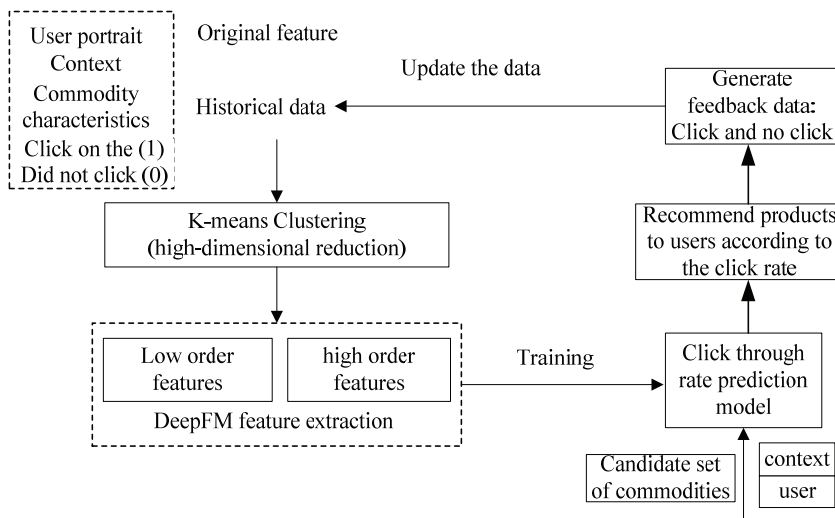 User portrait
Context
Commodity
characteristics
Click on the (1)
Did not click (0)
Original feature
Historical data
Update the data
Generate
feedback data:
Click and no click
K-means Clustering
(high-dimensional reduction)
Recommend products
to users according to
the click rate
Low order
features
high order
features
DeepFM feature extraction
Training
Click through
rate prediction
model
Candidate set
of commodities
context
user